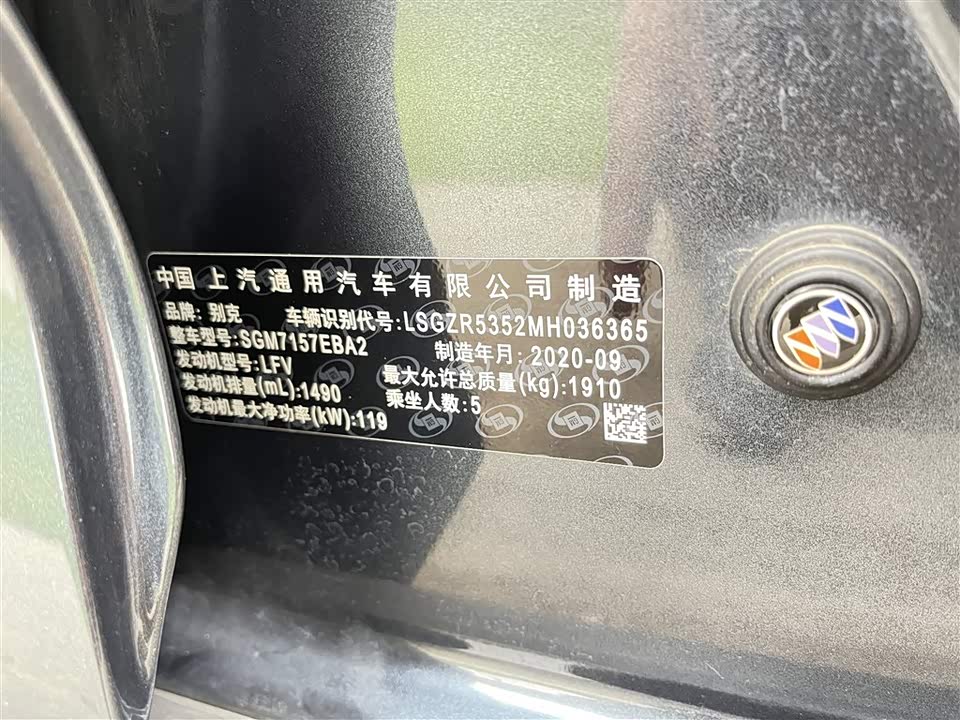 中国上汽通用汽车有限公司制造
品牌: 别克 车辆识别代号:LSGZR5352MH036365
整车型号:SGM7157EBA2 制造年月: 2020-09
发动机型号:LFV 最大允许总质量(kg):1910
发动机排量(mL):1490 乘坐人数:5
发动机最大净功率(kW):119